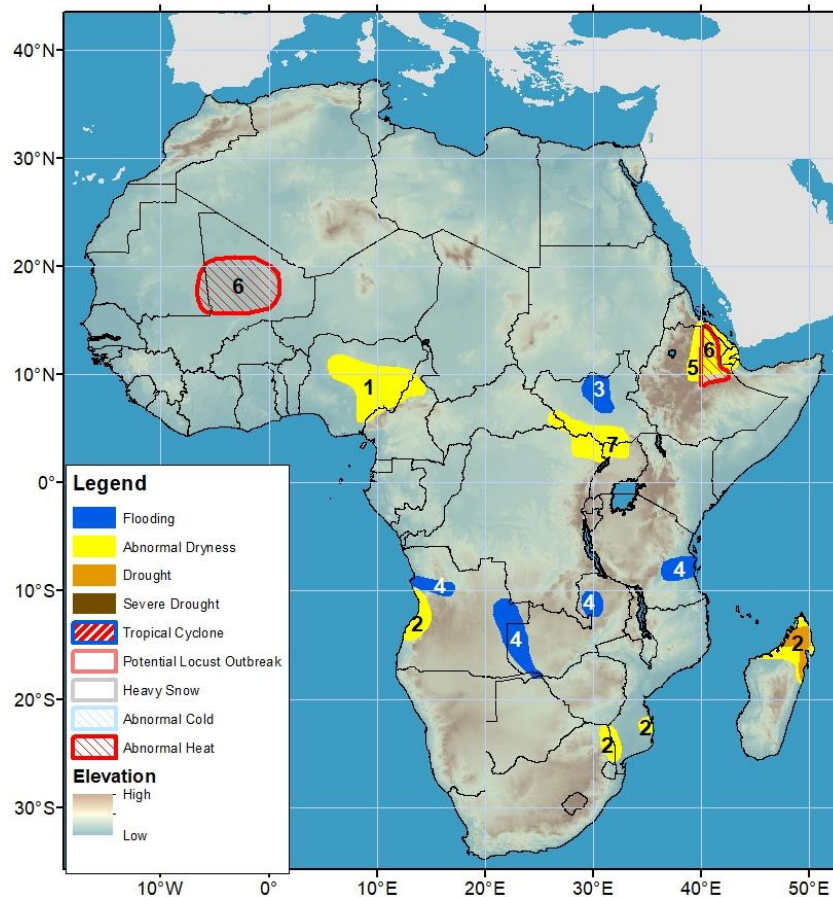 40°N
30°N
20°N
10°N
0°
10°S
20°S
30°S
6
1
3
5
6
7
4
4
4
4
2
2
2
2
Legend
Flooding
Abnormal Dryness
Drought
Severe Drought
Tropical Cyclone
Potential Locust Outbreak
Heavy Snow
Abnormal Cold
Abnormal Heat
Elevation
High
Low
10°W 0° 10°E 20°E 30°E 40°E 50°E